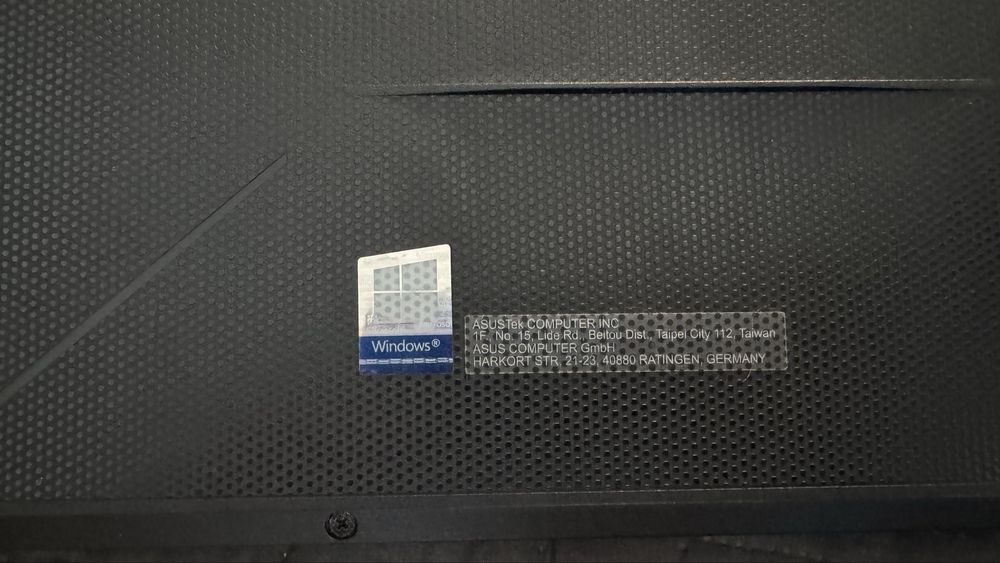 Windows®
ASUSTek COMPUTER INC
1F., No. 15, Lide Rd., Beitou Dist., Taipei City 112, Taiwan
ASUS COMPUTER GmbH
HARKORT STR. 21-23, 40880 RATINGEN, GERMANY